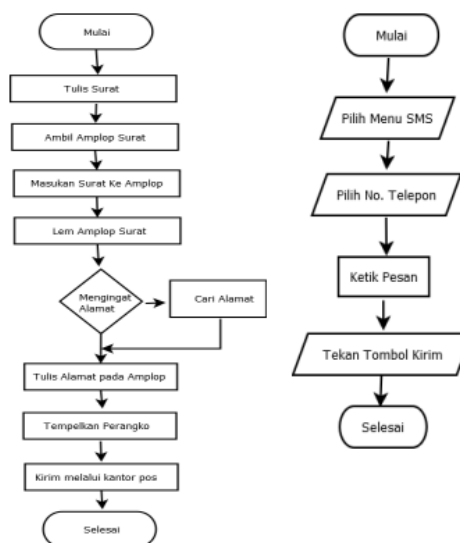 Mulai
Tulis Surat
Ambil Amplop Surat
Masukan Surat Ke Amplop
Lem Amplop Surat
Mengingat
Alamat
Cari Alamat
Tulis Alamat pada Amplop
Tempelkan Perangko
Kirim melalui kantor pos
Selesai
Mulai
Pilih Menu SMS
Pilih No. Telepon
Ketik Pesan
Tekan Tombol Kirim
Selesai